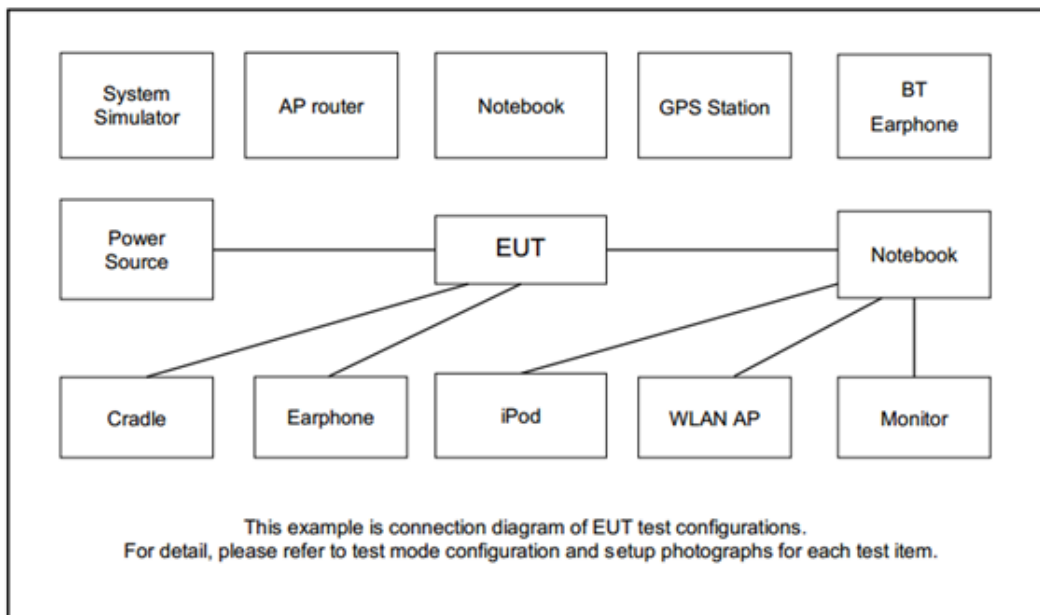 System
Simulator
AP router
Notebook
GPS Station
BT
Earphone
Power
Source
EUT
Notebook
Cradle
Earphone
iPod
WLAN AP
Monitor
This example is connection diagram of EUT test configurations.
For detail, please refer to test mode configuration and setup photographs for each test item.